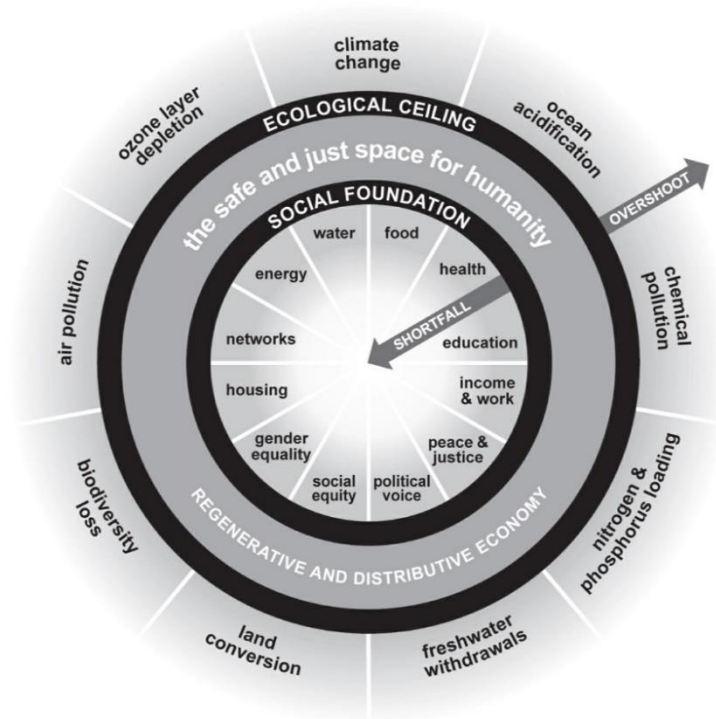 climate
change
ocean
acidification
chemical
pollution
nitrogen &
phosphorus loading
freshwater
withdrawals
land
conversion
biodiversity
loss
air pollution
ozone layer
depletion
ECOLOGICAL CEILING
OVERSHOOT
the safe and just space for humanity
SOCIAL FOUNDATION
water
food
health
SHORTFALL
education
income
& work
peace &
justice
political
voice
social
equity
gender
equality
housing
networks
energy
REGENERATIVE AND DISTRIBUTIVE ECONOMY